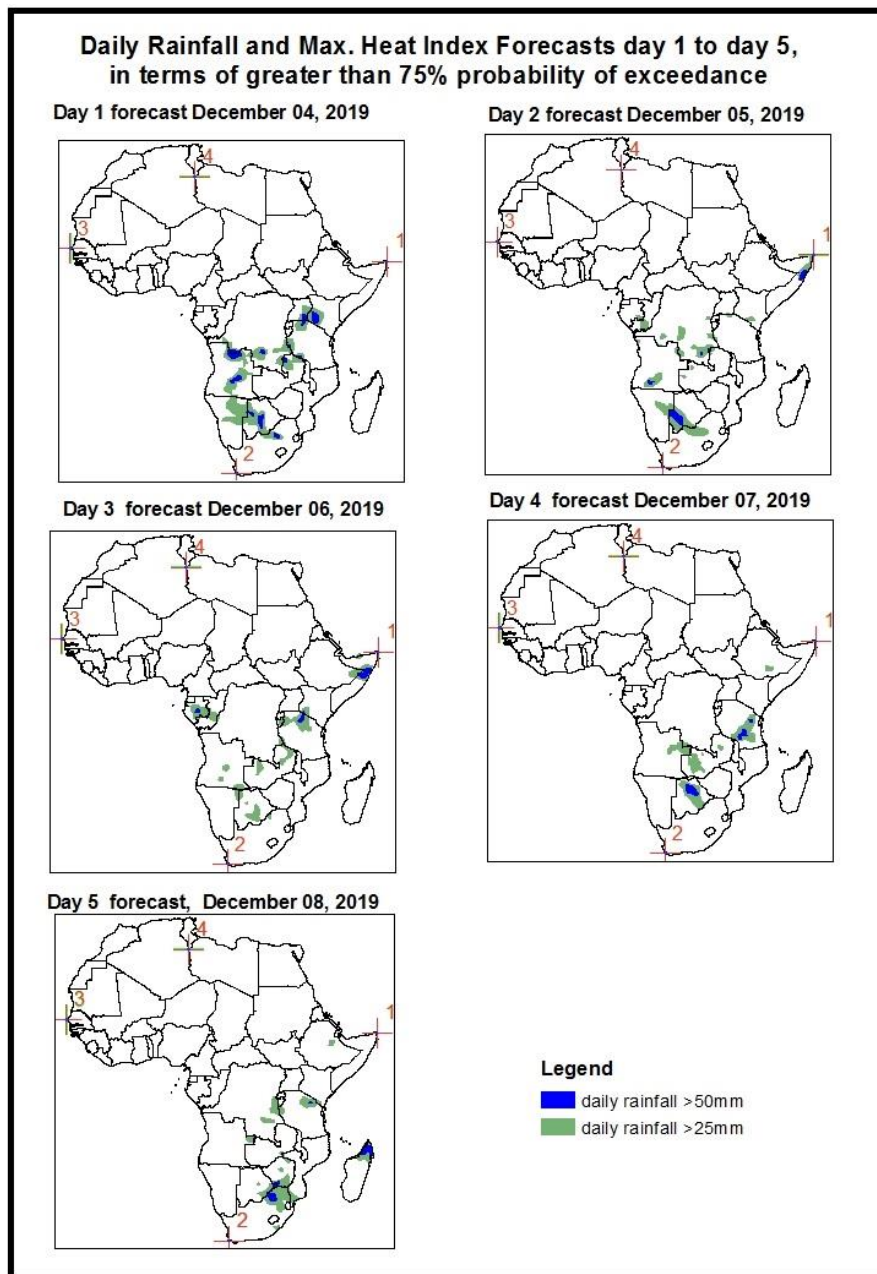 Daily Rainfall and Max. Heat Index Forecasts day 1 to day 5,
in terms of greater than 75% probability of exceedance
Day 1 forecast December 04, 2019
4
3
1
2
Day 2 forecast December 05, 2019
4
3
1
2
Day 3 forecast December 06, 2019
4
3
1
2
Day 4 forecast December 07, 2019
4
3
1
2
Day 5 forecast, December 08, 2019
4
3
1
2
Legend
daily rainfall >50mm
daily rainfall >25mm